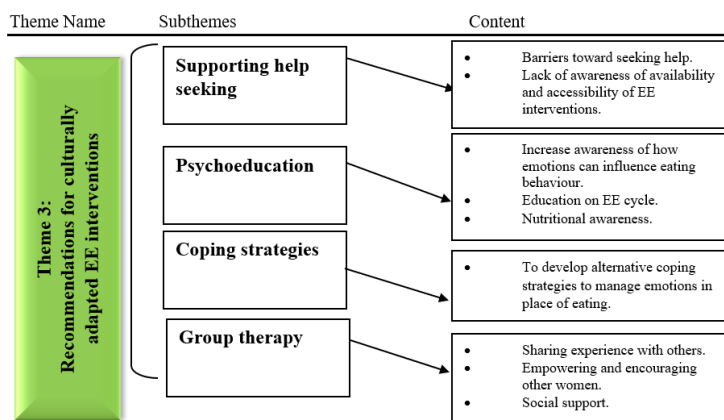 Theme Name Subthemes Content
Theme 3:
Recommendations for culturally
adapted EE interventions
Supporting help
seeking
• Barriers toward seeking help.
• Lack of awareness of availability
and accessibility of EE
interventions.
Psychoeducation
• Increase awareness of how
emotions can influence eating
behaviour.
• Education on EE cycle.
• Nutritional awareness.
Coping strategies
• To develop alternative coping
strategies to manage emotions in
place of eating.
Group therapy
• Sharing experience with others.
• Empowering and encouraging
other women.
• Social support.